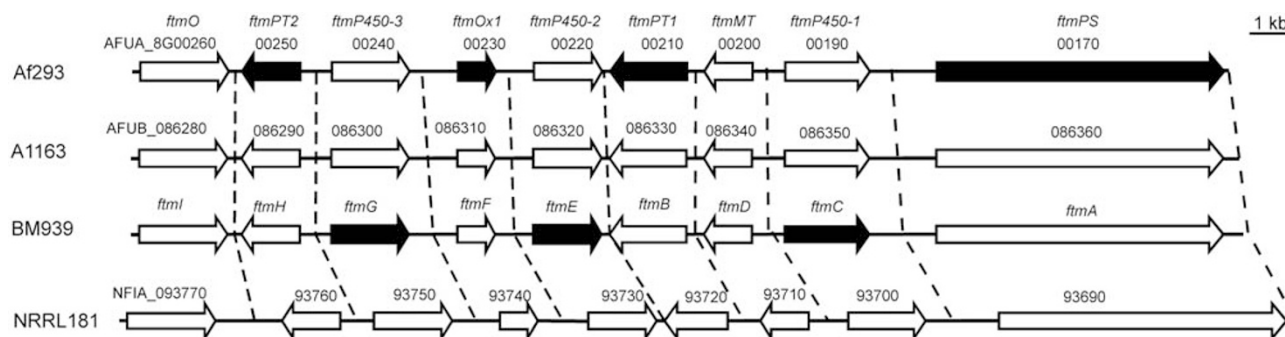 ftmO ftmPT2 ftmP450-3 ftmOx1 ftmP450-2 ftmPT1 ftmMT ftmP450-1 ftmPS
AFUA_8G00260 00250 00240 00230 00220 00210 00200 00190 00170 1 kb
Af293
AFUB_086280 086290 086300 086310 086320 086330 086340 086350 086360
A1163
ftmI ftmH ftmG ftmF ftmE ftmB ftmD ftmC ftmA
BM939
NFIA_093770 93760 93750 93740 93730 93720 93710 93700 93690
NRRL181